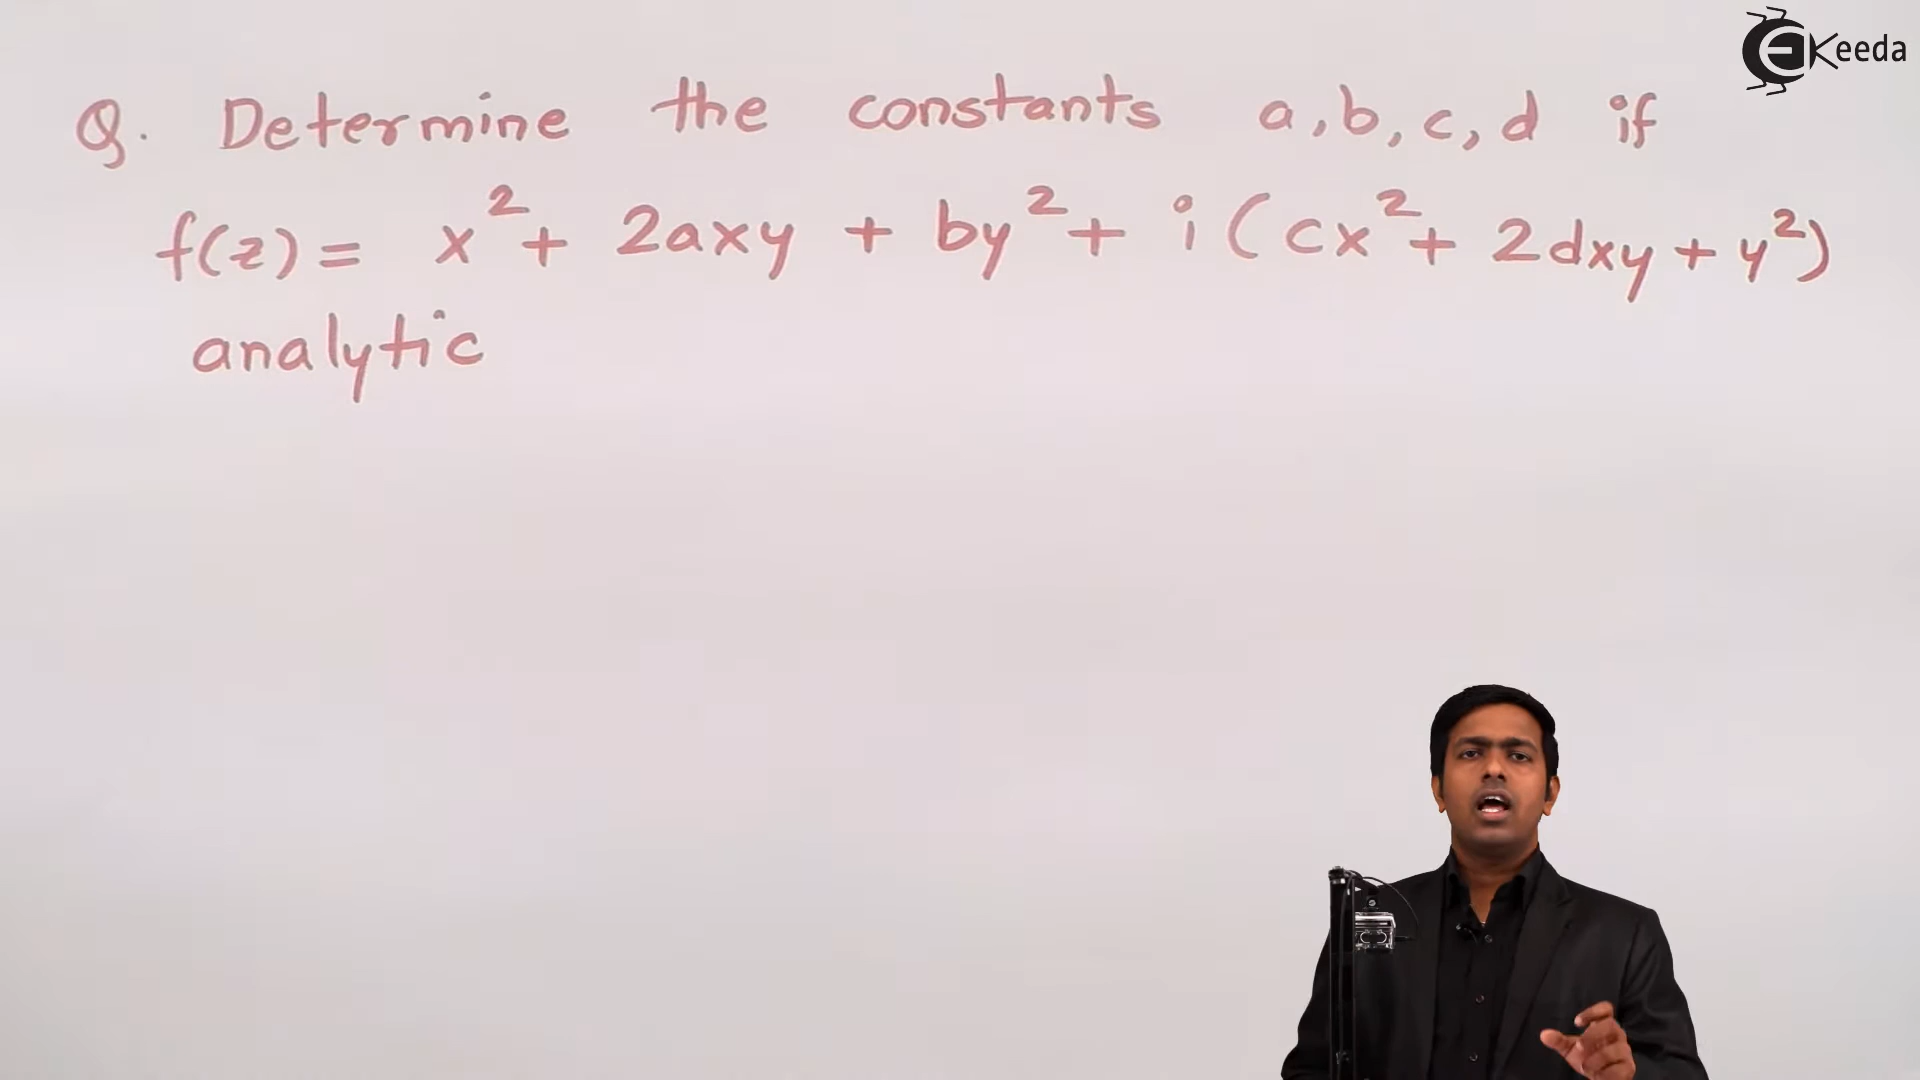 EKeeda
Q. Determine the constants a, b, c, d if
f(z) = x² + 2axy + by² + i (cx² + 2dxy + y²)
analytic